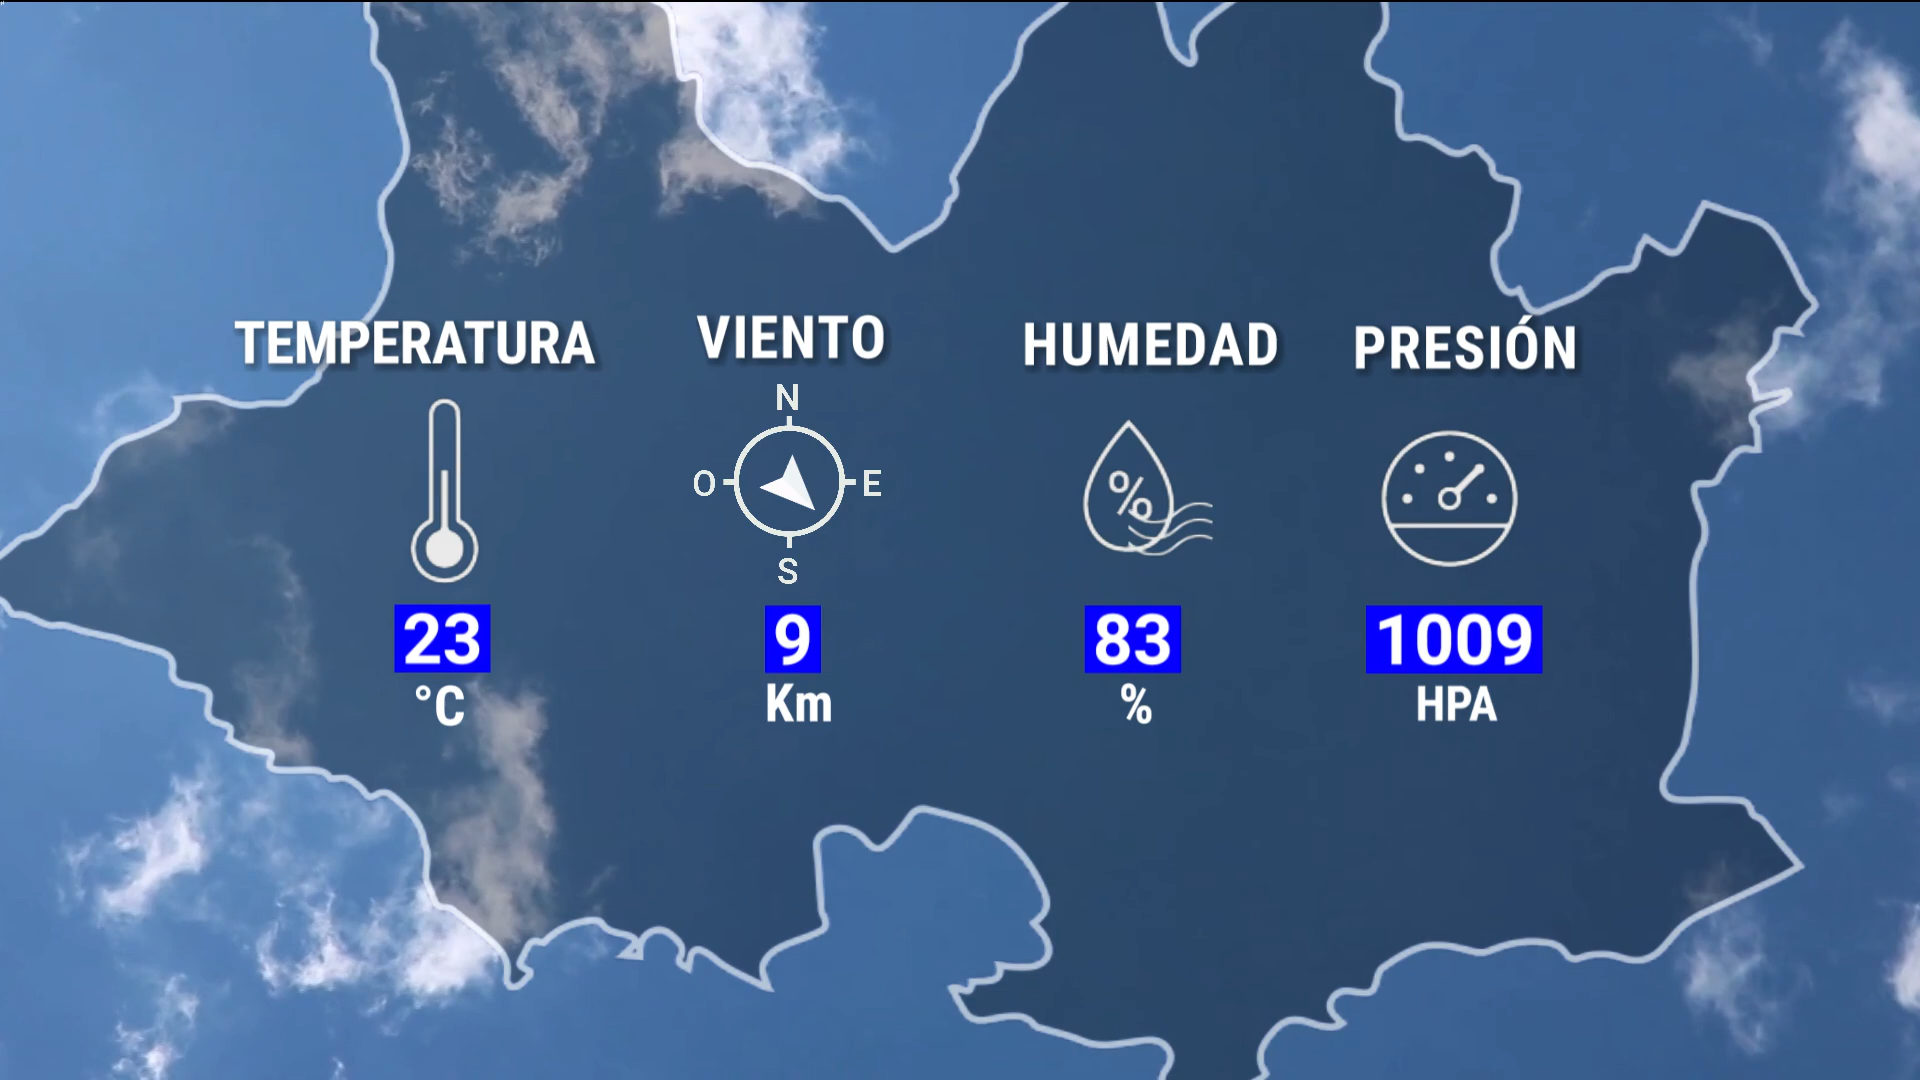 TEMPERATURA
VIENTO
HUMEDAD
PRESIÓN
N
O
E
S
%
23
9
83
1009
°C
Km
%
HPA